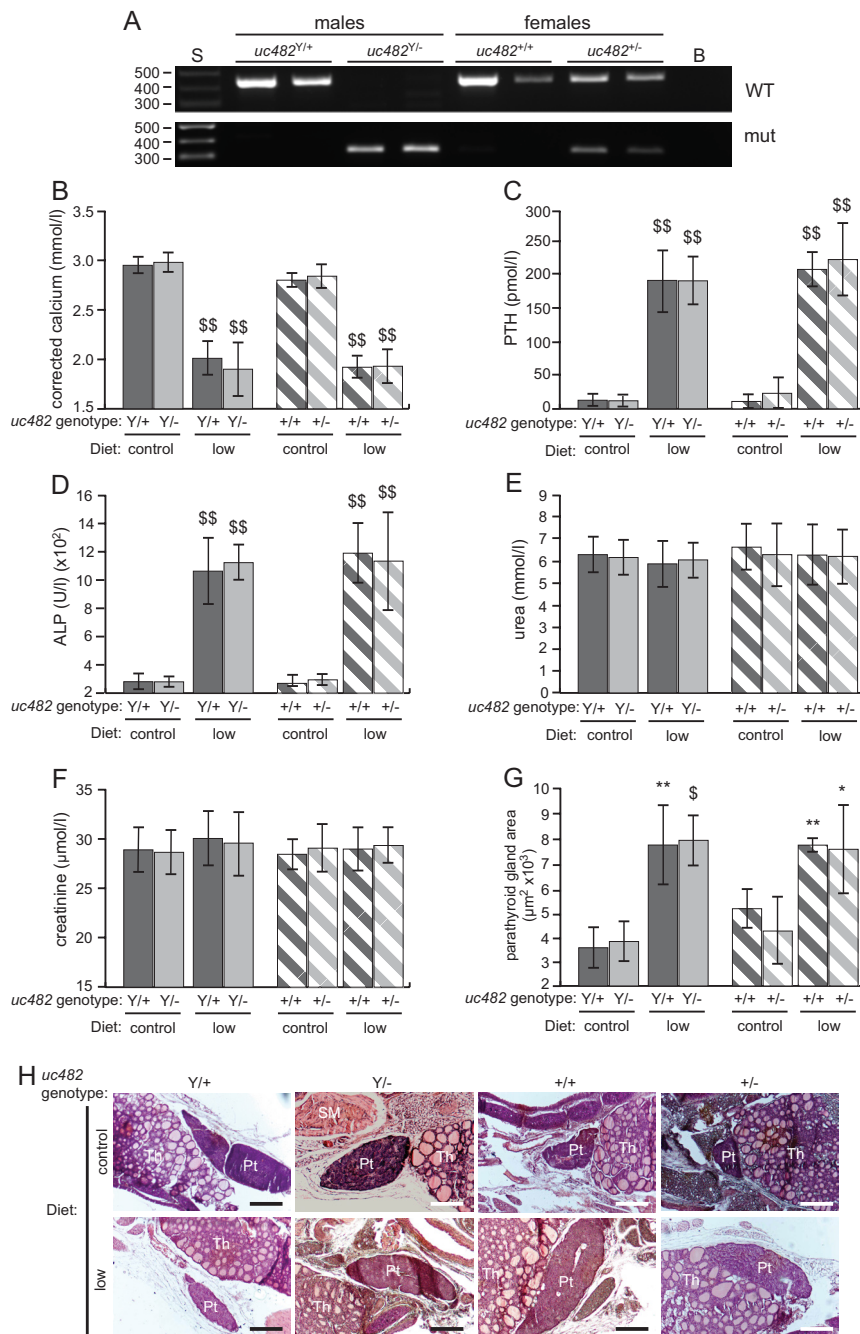 A
males
females
S
uc482Y/+
uc482Y/-
uc482+/+
uc482+/-
B
500
400
300
WT
500
400
300
mut
B
corrected calcium (mmol/l)
3.5
3.0
2.5
2.0
1.5
$$ $$ $$ $$
uc482 genotype: Y/+ Y/- Y/+ Y/- +/+ +/- +/+ +/-
Diet: control low control low
C
PTH (pmol/l)
300
250
200
150
100
50
0
$$ $$ $$ $$
uc482 genotype: Y/+ Y/- Y/+ Y/- +/+ +/- +/+ +/-
Diet: control low control low
D
ALP (U/l) (x10²)
16
14
12
10
8
6
4
2
$$ $$ $$ $$
uc482 genotype: Y/+ Y/- Y/+ Y/- +/+ +/- +/+ +/-
Diet: control low control low
E
urea (mmol/l)
9
8
7
6
5
4
3
2
1
0
uc482 genotype: Y/+ Y/- Y/+ Y/- +/+ +/- +/+ +/-
Diet: control low control low
F
creatinine (µmol/l)
35
30
25
20
15
uc482 genotype: Y/+ Y/- Y/+ Y/- +/+ +/- +/+ +/-
Diet: control low control low
G
parathyroid gland area
(µm² x10³)
10
9
8
7
6
5
4
3
2
** $ ** *
uc482 genotype: Y/+ Y/- Y/+ Y/- +/+ +/- +/+ +/-
Diet: control low control low
H
uc482
genotype:
Y/+ Y/- +/+ +/-
Diet:
control
Th Pt
SM Pt Th
Pt Th
Pt Th
low
Th Pt
Th Pt
Th Pt
Th Pt